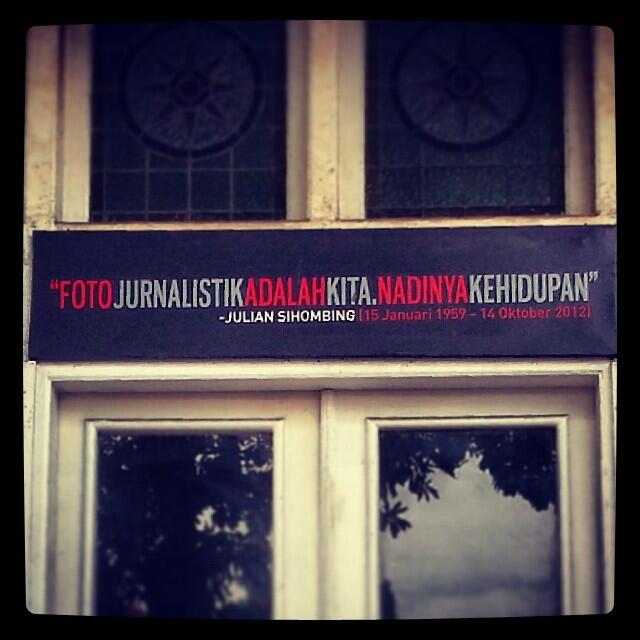 “FOTOJURNALISTIKADALAHKITA.NADINYAKEHIDUPAN”
-JULIAN SIHOMBING [15 Januari 1959 - 14 Oktober 2012]